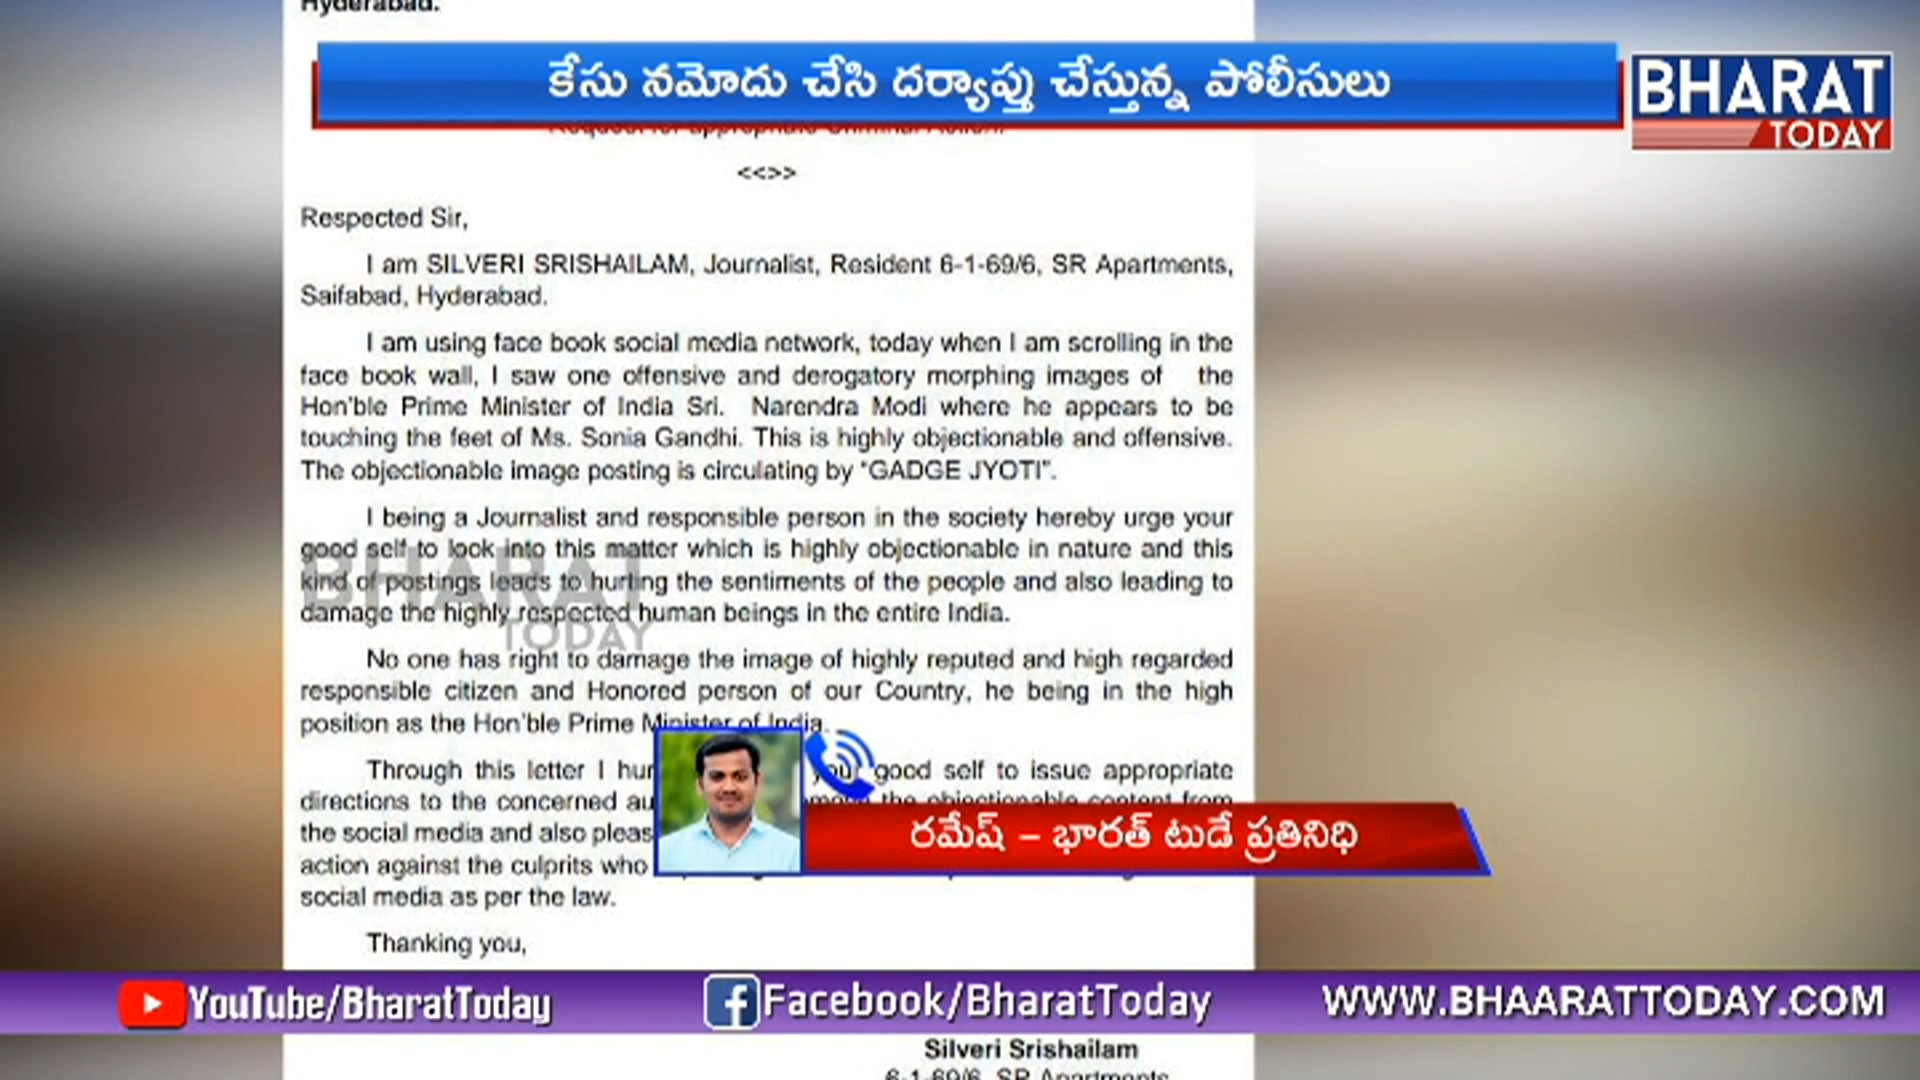 Hyderabad.
కేసు నమోదు చేసి దర్యాప్తు చేస్తున్న పోలీసులు
BHARAT
TODAY
<<>>
Respected Sir,
I am SILVERI SRISHAILAM, Journalist, Resident 6-1-69/6, SR Apartments,
Saifabad, Hyderabad.
I am using face book social media network, today when I am scrolling in the
face book wall, I saw one offensive and derogatory morphing images of the
Hon'ble Prime Minister of India Sri. Narendra Modi where he appears to be
touching the feet of Ms. Sonia Gandhi. This is highly objectionable and offensive.
The objectionable image posting is circulating by "GADGE JYOTI".
I being a Journalist and responsible person in the society hereby urge your
good self to look into this matter which is highly objectionable in nature and this
kind of postings leads to hurting the sentiments of the people and also leading to
damage the highly respected human beings in the entire India.
BHARAT
TODAY
No one has right to damage the image of highly reputed and high regarded
responsible citizen and Honored person of our Country, he being in the high
position as the Hon'ble Prime Minister of India.
Through this letter I your good self to issue appropriate
directions to the concerned the objectionable content from
the social media and also
action against the culprits who
social media as per the law.
రమేష్ – భారత్ టుడే ప్రతినిధి
Thanking you,
YouTube/BharatToday
Facebook/BharatToday
WWW.BHAARATTODAY.COM
Silveri Srishailam
6-1-69/6, SR Apartments